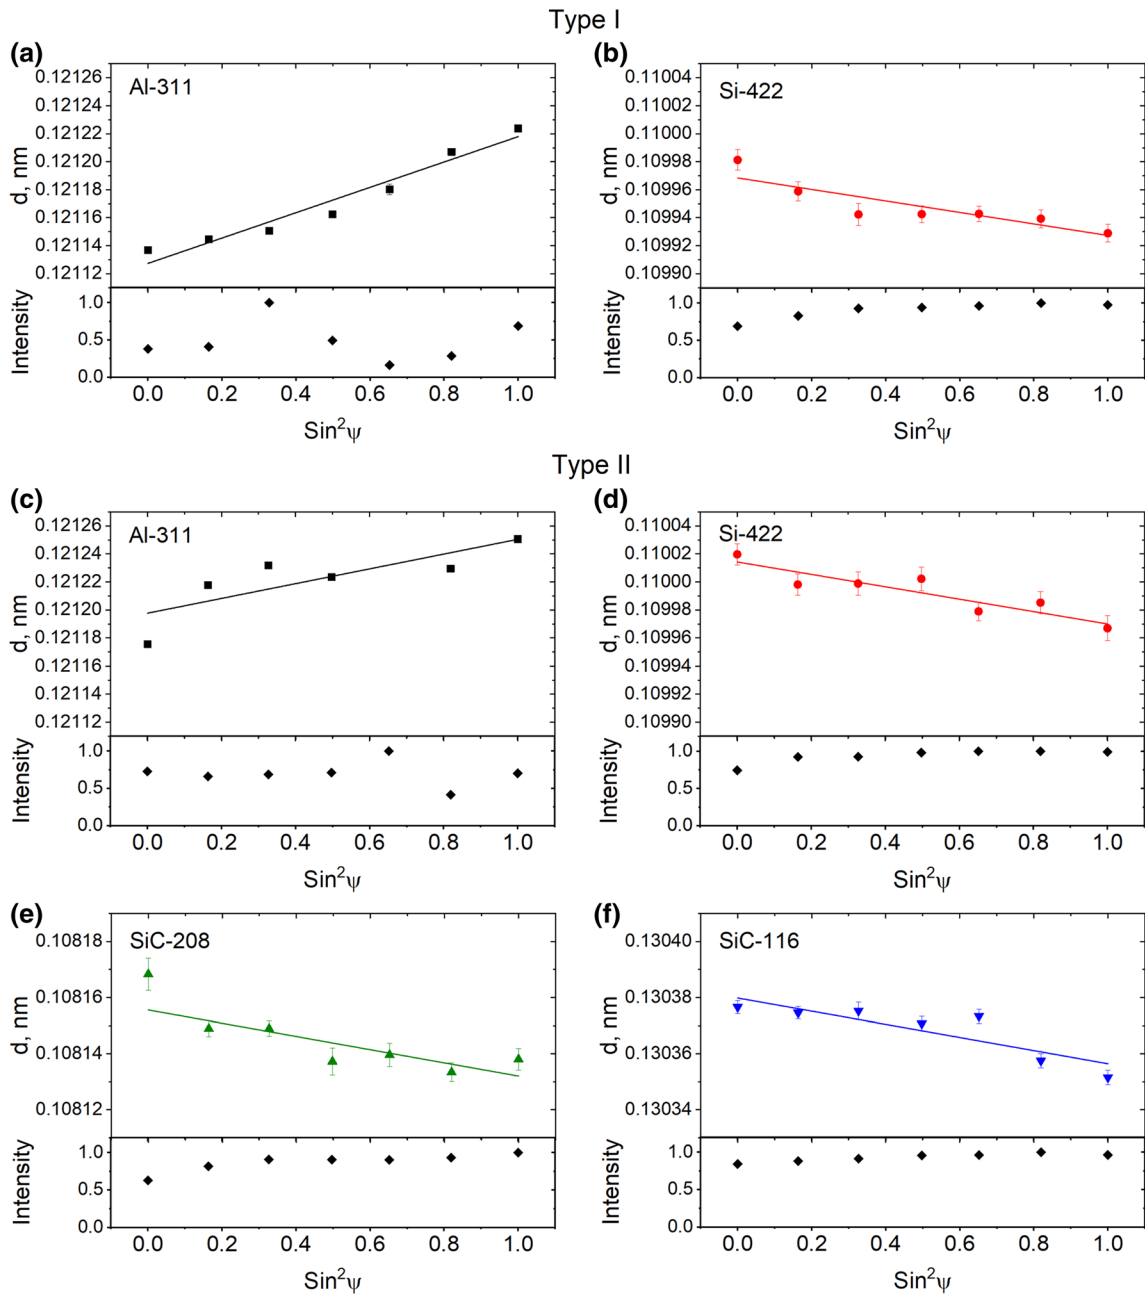 Type I
(a)
Al-311
d, nm
0.12126
0.12124
0.12122
0.12120
0.12118
0.12116
0.12114
0.12112
Intensity
1.0
0.5
0.0
0.0 0.2 0.4 0.6 0.8 1.0
Sin²ψ
(b)
Si-422
d, nm
0.11004
0.11002
0.11000
0.10998
0.10996
0.10994
0.10992
0.10990
Intensity
1.0
0.5
0.0
0.0 0.2 0.4 0.6 0.8 1.0
Sin²ψ
Type II
(c)
Al-311
d, nm
0.12126
0.12124
0.12122
0.12120
0.12118
0.12116
0.12114
0.12112
Intensity
1.0
0.5
0.0
0.0 0.2 0.4 0.6 0.8 1.0
Sin²ψ
(d)
Si-422
d, nm
0.11004
0.11002
0.11000
0.10998
0.10996
0.10994
0.10992
0.10990
Intensity
1.0
0.5
0.0
0.0 0.2 0.4 0.6 0.8 1.0
Sin²ψ
(e)
SiC-208
d, nm
0.10818
0.10816
0.10814
0.10812
Intensity
1.0
0.5
0.0
0.0 0.2 0.4 0.6 0.8 1.0
Sin²ψ
(f)
SiC-116
d, nm
0.13040
0.13038
0.13036
0.13034
Intensity
1.0
0.5
0.0
0.0 0.2 0.4 0.6 0.8 1.0
Sin²ψ